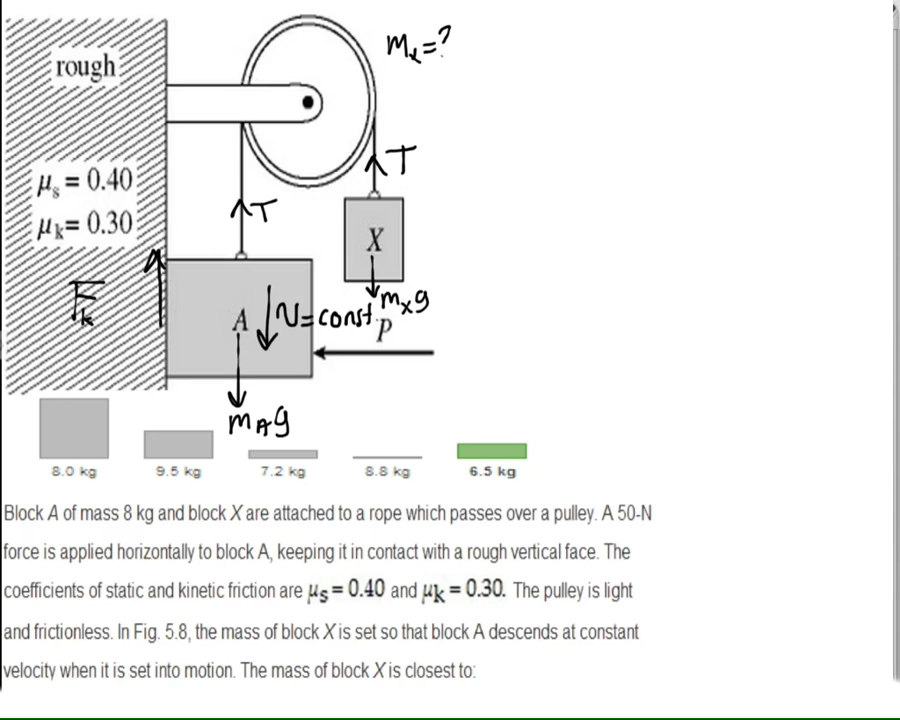 mₓ=?
rough
T
μs = 0.40
T
μk= 0.30
X
Fk
mₓg
A
v=const.
P
mAg
8.0 kg 9.5 kg 7.2 kg 8.8 kg 6.5 kg
Block A of mass 8 kg and block X are attached to a rope which passes over a pulley. A 50-N
force is applied horizontally to block A, keeping it in contact with a rough vertical face. The
coefficients of static and kinetic friction are μs = 0.40 and μk = 0.30. The pulley is light
and frictionless. In Fig. 5.8, the mass of block X is set so that block A descends at constant
velocity when it is set into motion. The mass of block X is closest to: